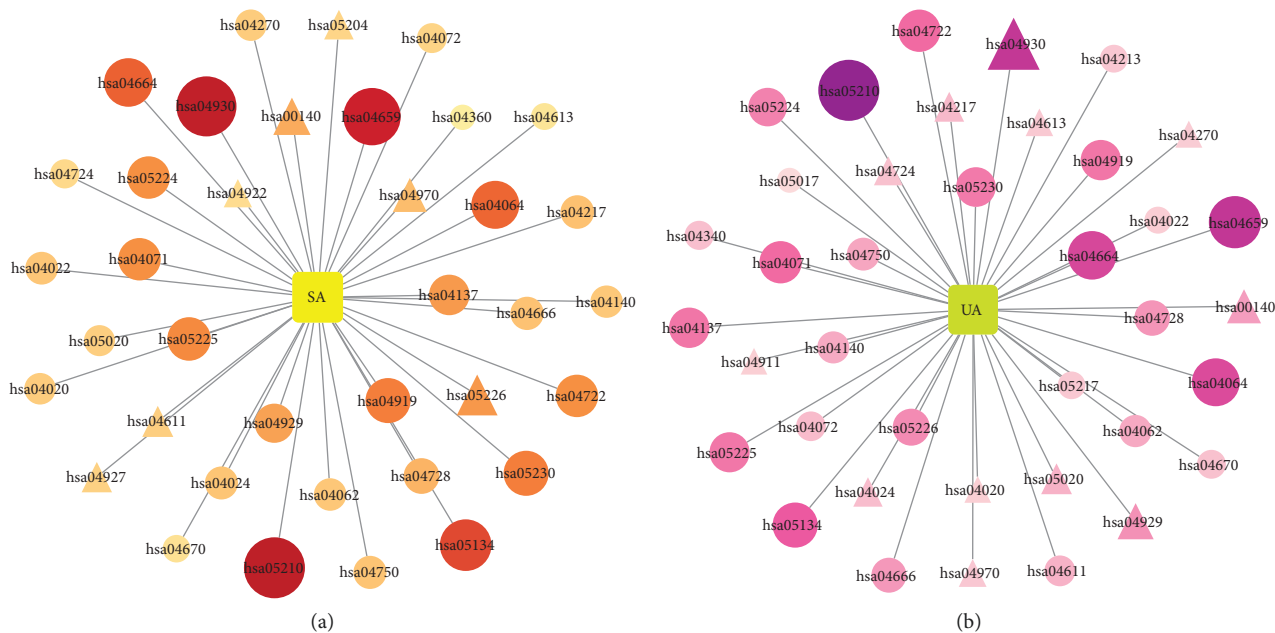 hsa04270
hsa05204
hsa04072
hsa04664
hsa04930
hsa00140
hsa04659
hsa04360
hsa04613
hsa04724
hsa05224
hsa04922
hsa04970
hsa04064
hsa04217
hsa04022
hsa04071
SA
hsa04137
hsa04666
hsa04140
hsa05020
hsa05225
hsa04020
hsa04611
hsa04929
hsa04919
hsa05226
hsa04722
hsa04927
hsa04024
hsa04062
hsa04728
hsa05230
hsa04670
hsa05210
hsa04750
hsa05134
(a)
hsa04722
hsa04930
hsa04213
hsa05210
hsa05224
hsa04217
hsa04613
hsa04270
hsa05017
hsa04724
hsa05230
hsa04919
hsa04340
hsa04071
hsa04750
hsa04664
hsa04022
hsa04659
UA
hsa04137
hsa04140
hsa04728
hsa00140
hsa04911
hsa05217
hsa04064
hsa05225
hsa04072
hsa05226
hsa04062
hsa04670
hsa05134
hsa04024
hsa04020
hsa05020
hsa04929
hsa04666
hsa04970
hsa04611
(b)